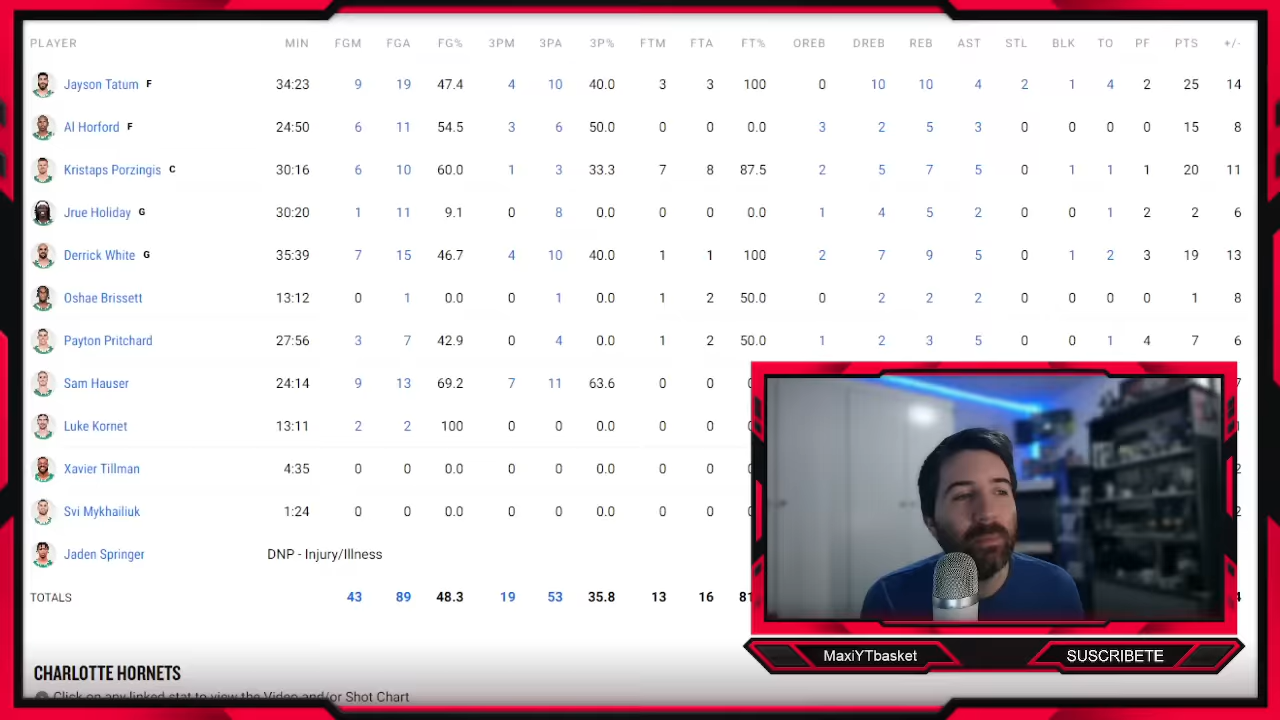 PLAYER MIN FGM FGA FG% 3PM 3PA 3P% FTM FTA FT% OREB DREB REB AST STL BLK TO PF PTS +/-
Jayson Tatum F 34:23 9 19 47.4 4 10 40.0 3 3 100 0 10 10 4 2 1 4 2 25 14
Al Horford F 24:50 6 11 54.5 3 6 50.0 0 0 0.0 3 2 5 3 0 0 0 0 15 8
Kristaps Porzingis C 30:16 6 10 60.0 1 3 33.3 7 8 87.5 2 5 7 5 0 1 1 1 20 11
Jrue Holiday G 30:20 1 11 9.1 0 8 0.0 0 0 0.0 1 4 5 2 0 0 1 2 2 6
Derrick White G 35:39 7 15 46.7 4 10 40.0 1 1 100 2 7 9 5 0 1 2 3 19 13
Oshae Brissett 13:12 0 1 0.0 0 1 0.0 1 2 50.0 0 2 2 2 0 0 0 0 1 8
Payton Pritchard 27:56 3 7 42.9 0 4 0.0 1 2 50.0 1 2 3 5 0 0 1 4 7 6
Sam Hauser 24:14 9 13 69.2 7 11 63.6 0 0
Luke Kornet 13:11 2 2 100 0 0 0.0 0 0
Xavier Tillman 4:35 0 0 0.0 0 0 0.0 0 0
Svi Mykhailiuk 1:24 0 0 0.0 0 0 0.0 0 0
Jaden Springer DNP - Injury/Illness
TOTALS 43 89 48.3 19 53 35.8 13 16
MaxiYTbasket SUSCRIBETE
CHARLOTTE HORNETS
Click on any linked stat to view the Video and/or Shot Chart